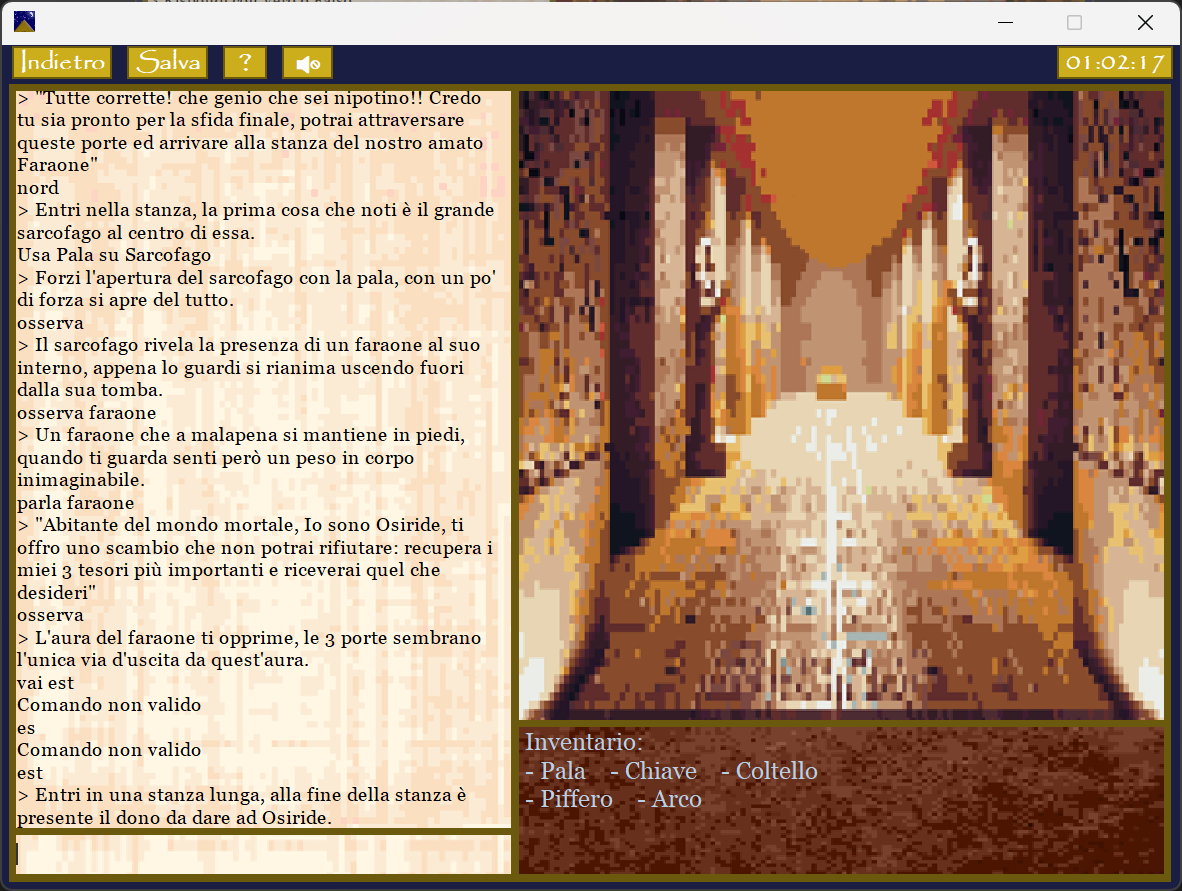 Indietro Salva ? 01:02:17
> "Tutte corrette! che genio che sei nipotino!! Credo
tu sia pronto per la sfida finale, potrai attraversare
queste porte ed arrivare alla stanza del nostro amato
Faraone"
nord
> Entri nella stanza, la prima cosa che noti è il grande
sarcofago al centro di essa.
Usa Pala su Sarcofago
> Forzi l'apertura del sarcofago con la pala, con un po'
di forza si apre del tutto.
osserva
> Il sarcofago rivela la presenza di un faraone al suo
interno, appena lo guardi si rianima uscendo fuori
dalla sua tomba.
osserva faraone
> Un faraone che a malapena si mantiene in piedi,
quando ti guarda senti però un peso in corpo
inimaginabile.
parla faraone
> "Abitante del mondo mortale, Io sono Osiride, ti
offro uno scambio che non potrai rifiutare: recupera i
miei 3 tesori più importanti e riceverai quel che
desideri"
osserva
> L'aura del faraone ti opprime, le 3 porte sembrano
l'unica via d'uscita da quest'aura.
vai est
Comando non valido
es
Comando non valido
est
> Entri in una stanza lunga, alla fine della stanza è
presente il dono da dare ad Osiride.
Inventario:
- Pala - Chiave - Coltello
- Piffero - Arco